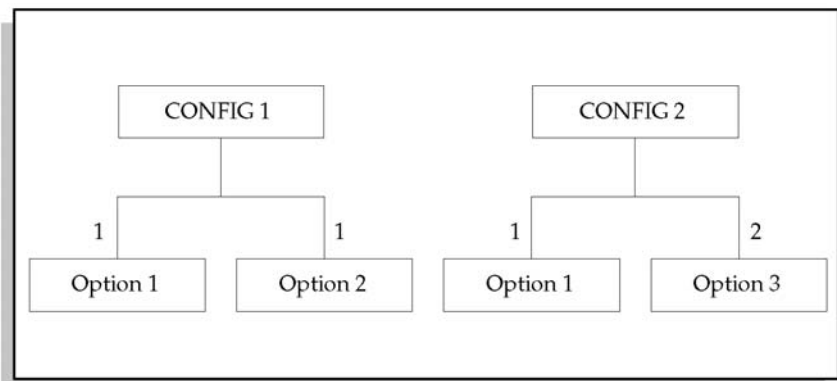 CONFIG 1
CONFIG 2
1
1
1
2
Option 1
Option 2
Option 1
Option 3